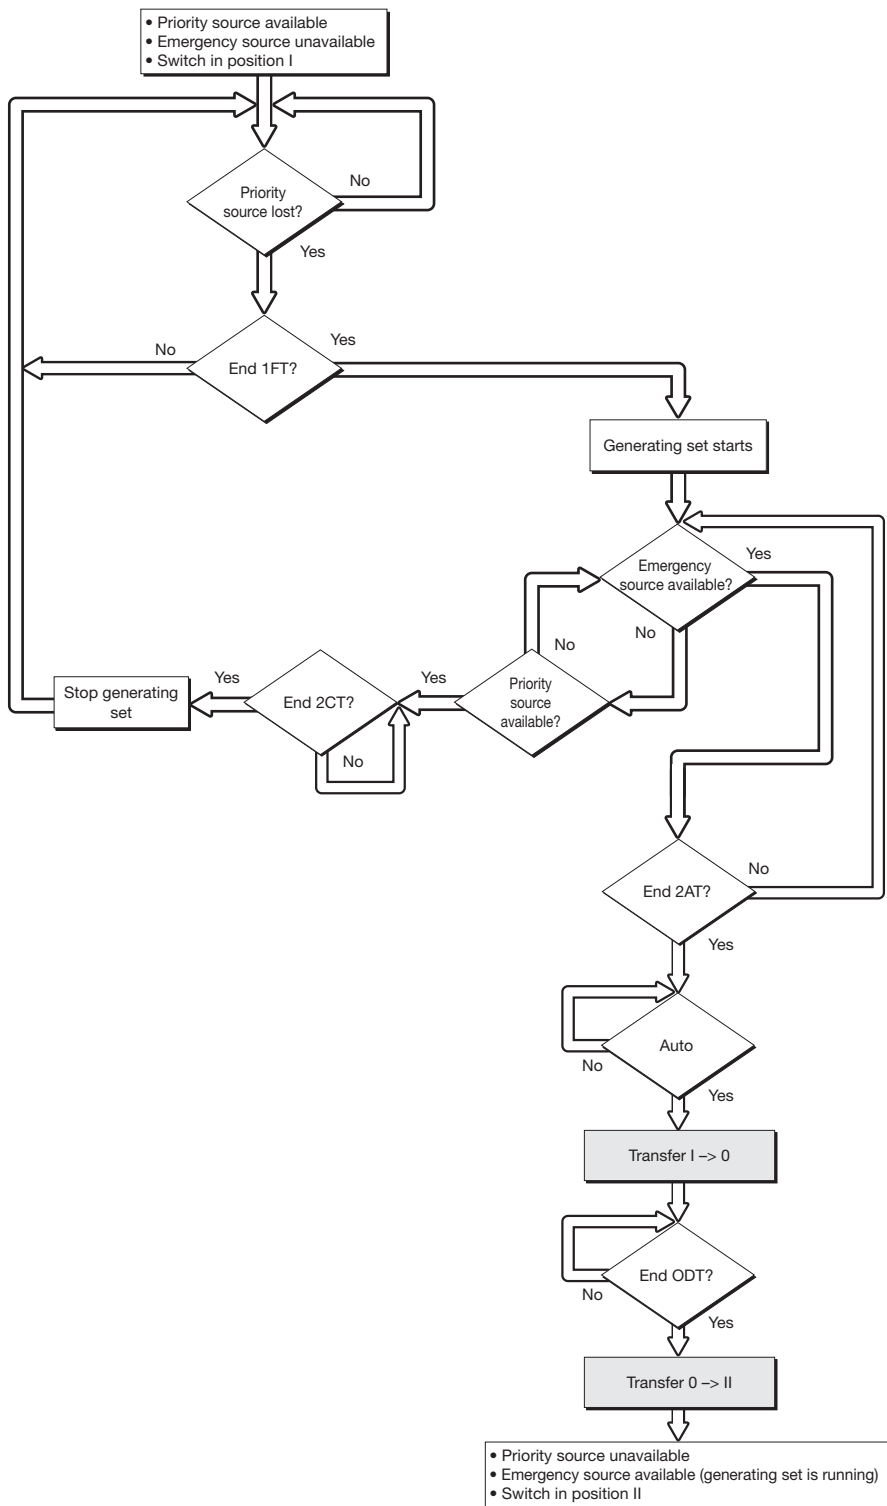 • Priority source available
• Emergency source unavailable
• Switch in position I
Priority
source lost?
No
Yes
End 1FT?
No
Yes
Generating set starts
Emergency
source available?
Yes
No
Priority
source
available?
No
Yes
End 2CT?
No
Yes
Stop generating
set
End 2AT?
No
Yes
Auto
No
Yes
Transfer I –> 0
End ODT?
No
Yes
Transfer 0 –> II
• Priority source unavailable
• Emergency source available (generating set is running)
• Switch in position II